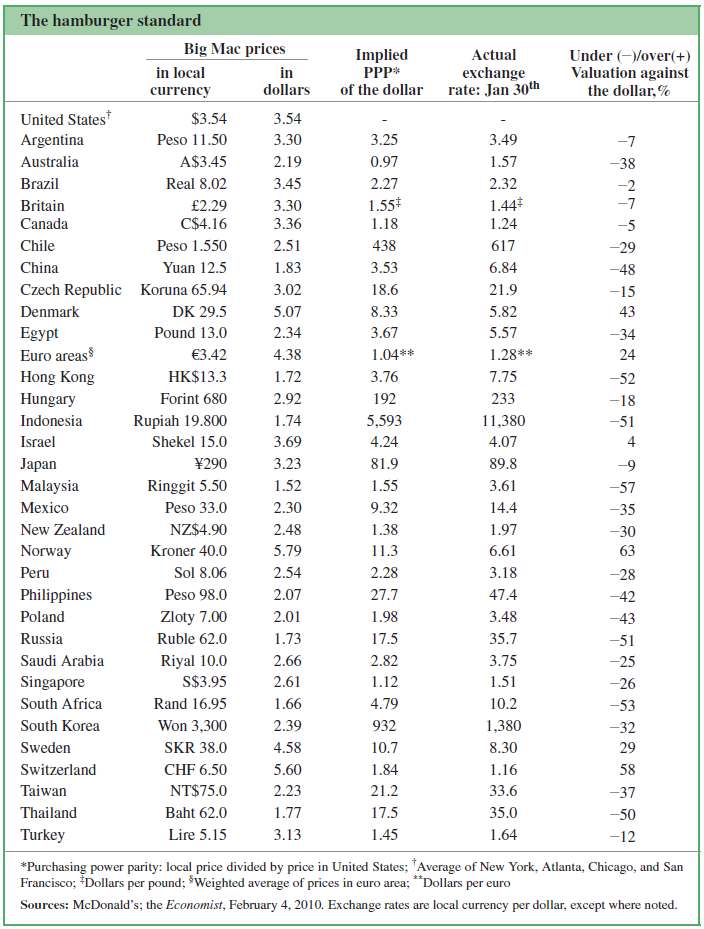 The hamburger standard
Big Mac prices
in local currency | in dollars | Implied PPP* of the dollar | Actual exchange rate: Jan 30th | Under (−)/over(+) Valuation against the dollar,%
United States† $3.54 3.54 - -
Argentina Peso 11.50 3.30 3.25 3.49 −7
Australia A$3.45 2.19 0.97 1.57 −38
Brazil Real 8.02 3.45 2.27 2.32 −2
Britain £2.29 3.30 1.55‡ 1.44‡ −7
Canada C$4.16 3.36 1.18 1.24 −5
Chile Peso 1.550 2.51 438 617 −29
China Yuan 12.5 1.83 3.53 6.84 −48
Czech Republic Koruna 65.94 3.02 18.6 21.9 −15
Denmark DK 29.5 5.07 8.33 5.82 43
Egypt Pound 13.0 2.34 3.67 5.57 −34
Euro areas§ €3.42 4.38 1.04** 1.28** 24
Hong Kong HK$13.3 1.72 3.76 7.75 −52
Hungary Forint 680 2.92 192 233 −18
Indonesia Rupiah 19.800 1.74 5,593 11,380 −51
Israel Shekel 15.0 3.69 4.24 4.07 4
Japan ¥290 3.23 81.9 89.8 −9
Malaysia Ringgit 5.50 1.52 1.55 3.61 −57
Mexico Peso 33.0 2.30 9.32 14.4 −35
New Zealand NZ$4.90 2.48 1.38 1.97 −30
Norway Kroner 40.0 5.79 11.3 6.61 63
Peru Sol 8.06 2.54 2.28 3.18 −28
Philippines Peso 98.0 2.07 27.7 47.4 −42
Poland Zloty 7.00 2.01 1.98 3.48 −43
Russia Ruble 62.0 1.73 17.5 35.7 −51
Saudi Arabia Riyal 10.0 2.66 2.82 3.75 −25
Singapore S$3.95 2.61 1.12 1.51 −26
South Africa Rand 16.95 1.66 4.79 10.2 −53
South Korea Won 3,300 2.39 932 1,380 −32
Sweden SKR 38.0 4.58 10.7 8.30 29
Switzerland CHF 6.50 5.60 1.84 1.16 58
Taiwan NT$75.0 2.23 21.2 33.6 −37
Thailand Baht 62.0 1.77 17.5 35.0 −50
Turkey Lire 5.15 3.13 1.45 1.64 −12
*Purchasing power parity: local price divided by price in United States; †Average of New York, Atlanta, Chicago, and San
Francisco; ‡Dollars per pound; §Weighted average of prices in euro area; **Dollars per euro
Sources: McDonald's; the Economist, February 4, 2010. Exchange rates are local currency per dollar, except where noted.